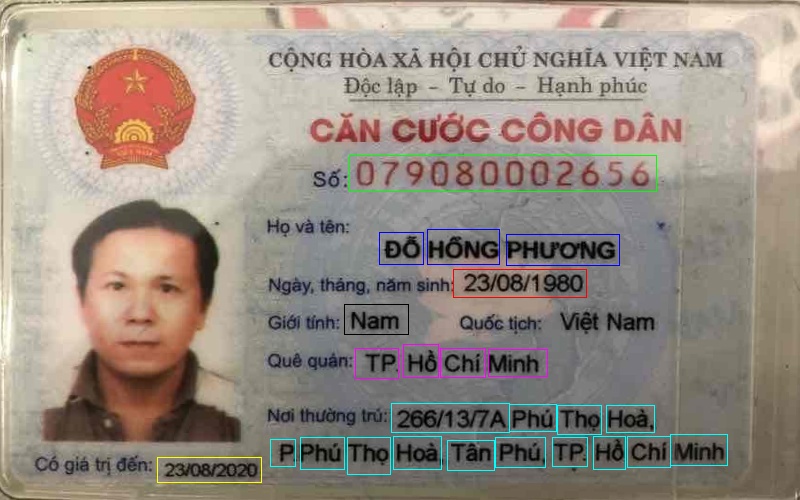 CỘNG HÒA XÃ HỘI CHỦ NGHĨA VIỆT NAM
Độc lập - Tự do - Hạnh phúc
CĂN CƯỚC CÔNG DÂN
Số: 079080002656
Họ và tên:
ĐỖ HỒNG PHƯƠNG
Ngày, tháng, năm sinh: 23/08/1980
Giới tính: Nam Quốc tịch: Việt Nam
Quê quán: TP. Hồ Chí Minh
Nơi thường trú: 266/13/7A Phú Thọ Hoà,
P. Phú Thọ Hoà, Tân Phú, TP. Hồ Chí Minh
Có giá trị đến: 23/08/2020